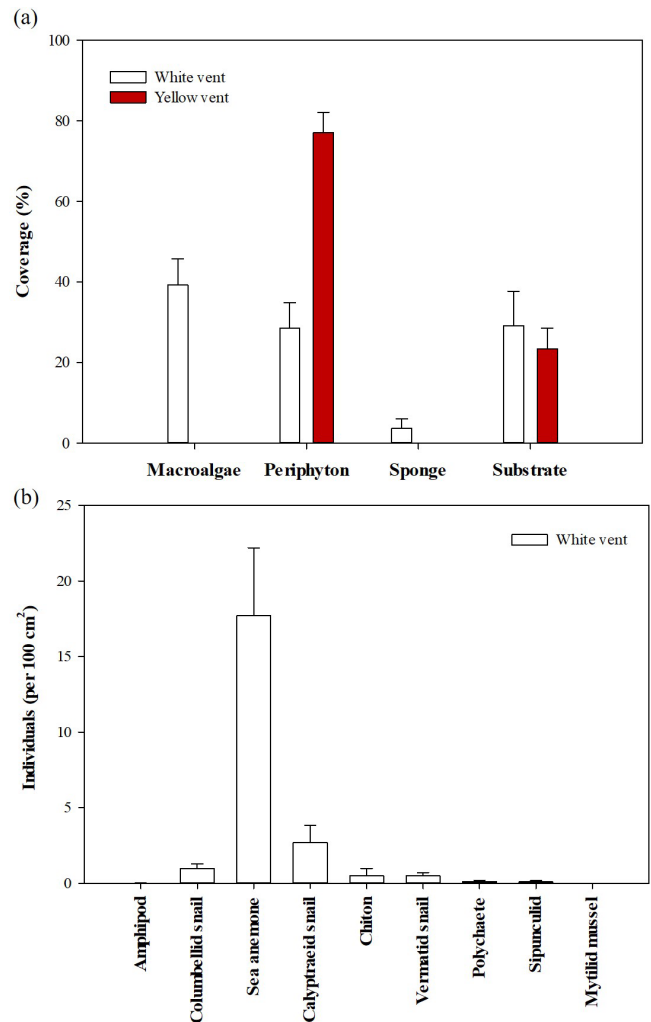 (a)
100
80
60
40
20
0
Coverage (%)
White vent
Yellow vent
Macroalgae Periphyton Sponge Substrate
(b)
25
20
15
10
5
0
Individuals (per 100 cm²)
White vent
Amphipod
Columbellid snail
Sea anemone
Calyptraeid snail
Chiton
Vermatid snail
Polychaete
Sipunculid
Mytilid mussel